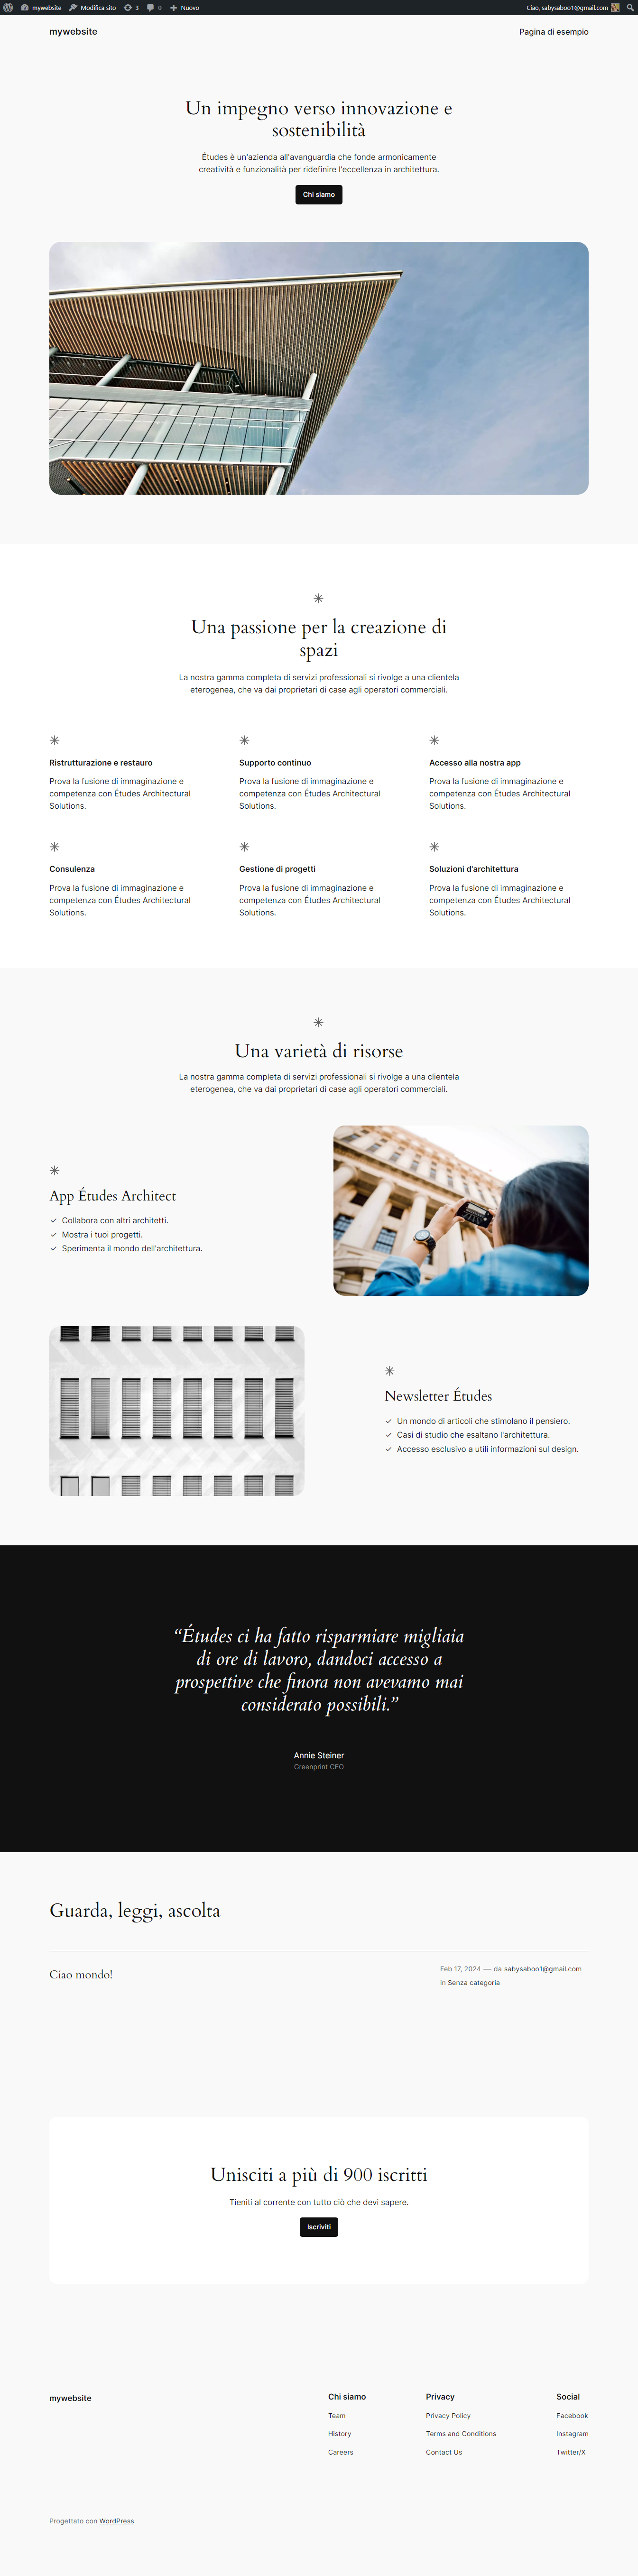 mywebsite Modifica sito 3 0 Nuovo Ciao, sabysaboo1@gmail.com
mywebsite Pagina di esempio
Un impegno verso innovazione e
sostenibilità
Études è un'azienda all'avanguardia che fonde armonicamente
creatività e funzionalità per ridefinire l'eccellenza in architettura.
Chi siamo
Una passione per la creazione di
spazi
La nostra gamma completa di servizi professionali si rivolge a una clientela
eterogenea, che va dai proprietari di case agli operatori commerciali.
Ristrutturazione e restauro
Prova la fusione di immaginazione e
competenza con Études Architectural
Solutions.
Supporto continuo
Prova la fusione di immaginazione e
competenza con Études Architectural
Solutions.
Accesso alla nostra app
Prova la fusione di immaginazione e
competenza con Études Architectural
Solutions.
Consulenza
Prova la fusione di immaginazione e
competenza con Études Architectural
Solutions.
Gestione di progetti
Prova la fusione di immaginazione e
competenza con Études Architectural
Solutions.
Soluzioni d'architettura
Prova la fusione di immaginazione e
competenza con Études Architectural
Solutions.
Una varietà di risorse
La nostra gamma completa di servizi professionali si rivolge a una clientela
eterogenea, che va dai proprietari di case agli operatori commerciali.
App Études Architect
✓ Collabora con altri architetti.
✓ Mostra i tuoi progetti.
✓ Sperimenta il mondo dell'architettura.
Newsletter Études
✓ Un mondo di articoli che stimolano il pensiero.
✓ Casi di studio che esaltano l'architettura.
✓ Accesso esclusivo a utili informazioni sul design.
“Études ci ha fatto risparmiare migliaia
di ore di lavoro, dandoci accesso a
prospettive che finora non avevamo mai
considerato possibili.”
Annie Steiner
Greenprint CEO
Guarda, leggi, ascolta
Ciao mondo!
Feb 17, 2024 — da sabysaboo1@gmail.com
in Senza categoria
Unisciti a più di 900 iscritti
Tieniti al corrente con tutto ciò che devi sapere.
Iscriviti
mywebsite
Chi siamo
Team
History
Careers
Privacy
Privacy Policy
Terms and Conditions
Contact Us
Social
Facebook
Instagram
Twitter/X
Progettato con WordPress